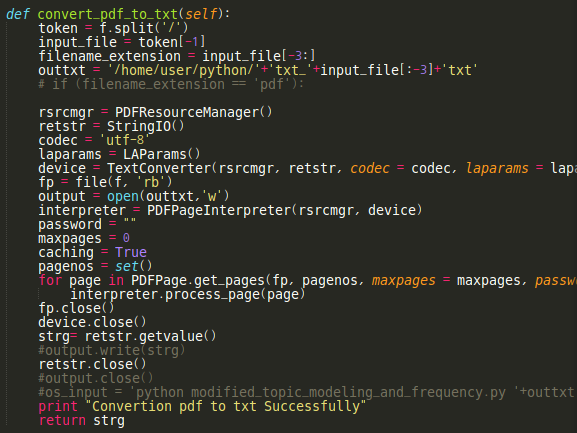 def convert_pdf_to_txt(self):
    token = f.split('/')
    input_file = token[-1]
    filename_extension = input_file[-3:]
    outtxt = '/home/user/python/'+'txt_'+input_file[:-3]+'txt'
    # if (filename_extension == 'pdf'):
    rsrcmgr = PDFResourceManager()
    retstr = StringIO()
    codec = 'utf-8'
    laparams = LAParams()
    device = TextConverter(rsrcmgr, retstr, codec = codec, laparams = lapa
    fp = file(f, 'rb')
    output = open(outtxt,'w')
    interpreter = PDFPageInterpreter(rsrcmgr, device)
    password = ""
    maxpages = 0
    caching = True
    pagenos = set()
    for page in PDFPage.get_pages(fp, pagenos, maxpages = maxpages, passw
        interpreter.process_page(page)
    fp.close()
    device.close()
    strg= retstr.getvalue()
    #output.write(strg)
    retstr.close()
    #output.close()
    #os_input = 'python modified_topic_modeling_and_frequency.py '+outtxt
    print "Convertion pdf to txt Successfully"
    return strg